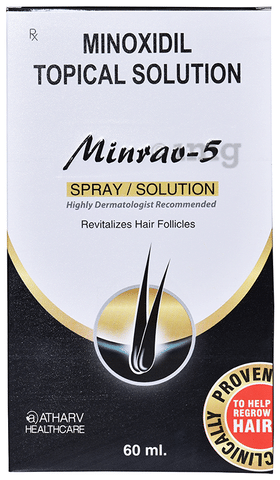 Rx
MINOXIDIL
TOPICAL SOLUTION
Minrav-5
SPRAY / SOLUTION
Highly Dermatologist Recommended
Revitalizes Hair Follicles
CLINICALLY PROVEN
TO HELP
REGROW
HAIR
a ATHARV
HEALTHCARE
60 ml.